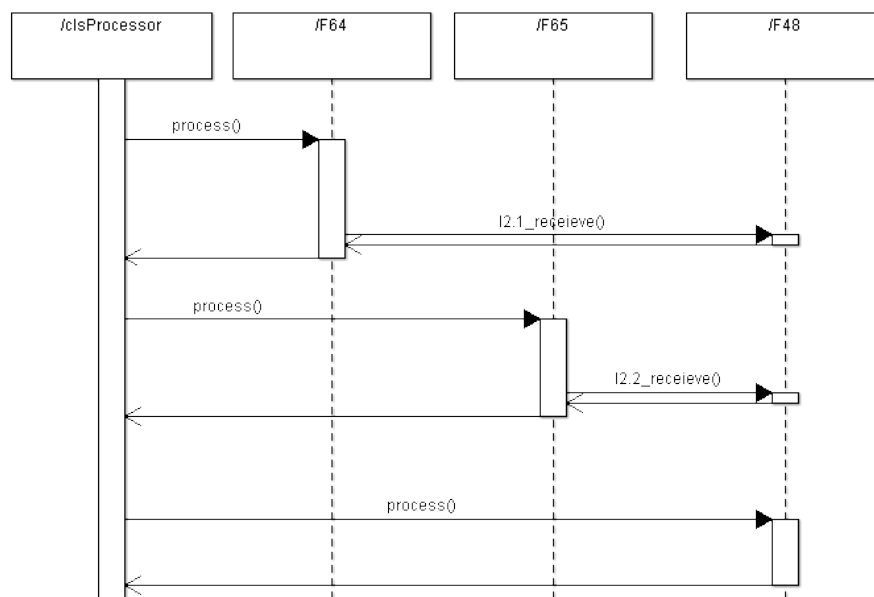 /clsProcessor /F64 /F65 /F48
process()
I2.1_receieve()
process()
I2.2_receieve()
process()